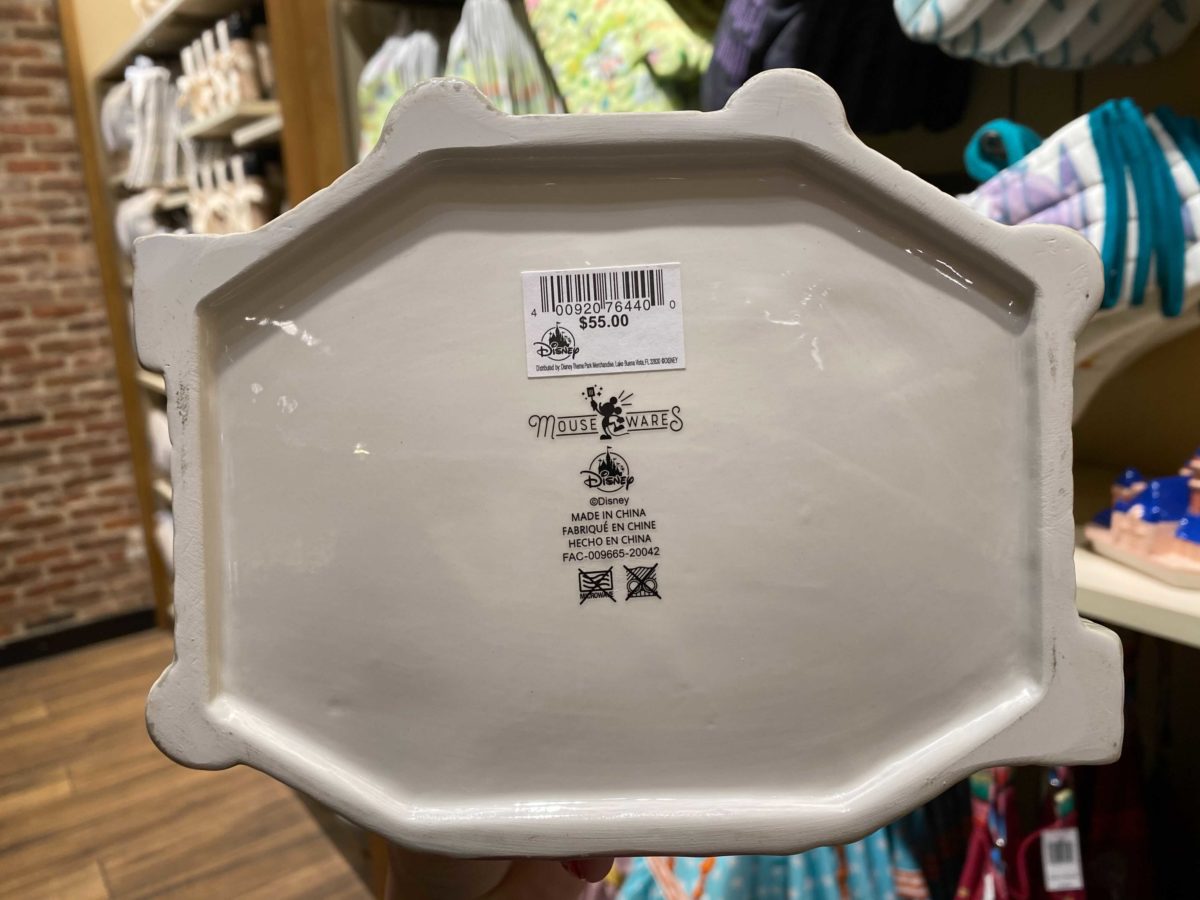 4 00920 76440 0
$55.00
Disney
Distributed by: Disney Theme Park Merchandise, Lake Buena Vista, FL 32830 ©DISNEY
MOUSE WARES
Disney
©Disney
MADE IN CHINA
FABRIQUÉ EN CHINE
HECHO EN CHINA
FAC-009665-20042
MICROWAVE